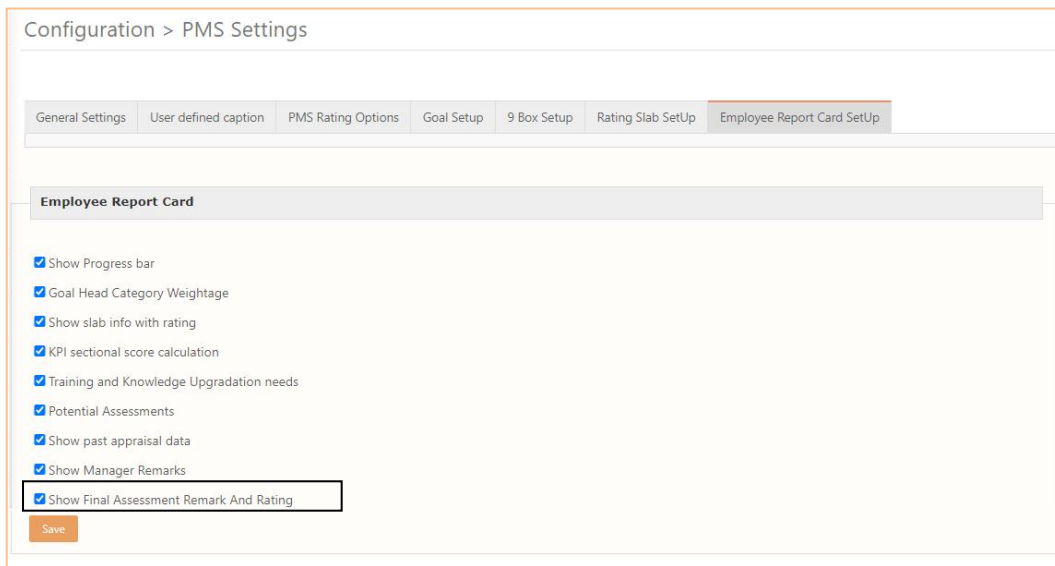 Configuration > PMS Settings
General Settings User defined caption PMS Rating Options Goal Setup 9 Box Setup Rating Slab SetUp Employee Report Card SetUp
Employee Report Card
Show Progress bar
Goal Head Category Weightage
Show slab info with rating
KPI sectional score calculation
Training and Knowledge Upgradation needs
Potential Assessments
Show past appraisal data
Show Manager Remarks
Show Final Assessment Remark And Rating
Save